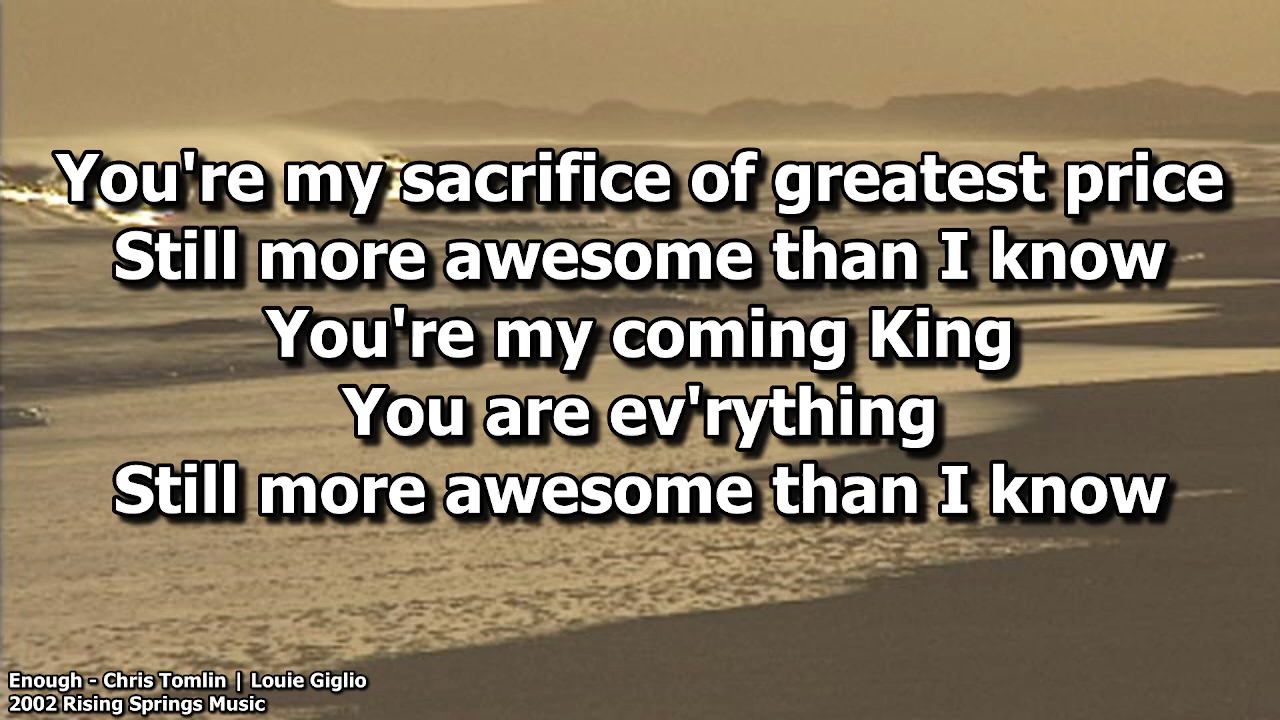 You're my sacrifice of greatest price
Still more awesome than I know
You're my coming King
You are ev'rything
Still more awesome than I know
Enough - Chris Tomlin | Louie Giglio
2002 Rising Springs Music